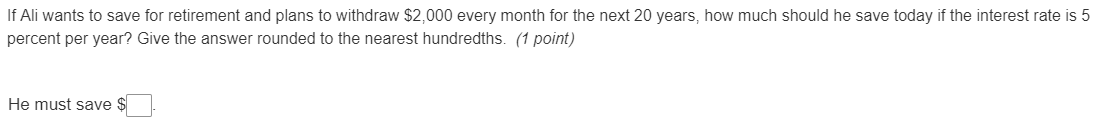 If Ali wants to save for retirement and plans to withdraw $2,000 every month for the next 20 years, how much should he save today if the interest rate is 5
percent per year? Give the answer rounded to the nearest hundredths. (1 point)
He must save $ .